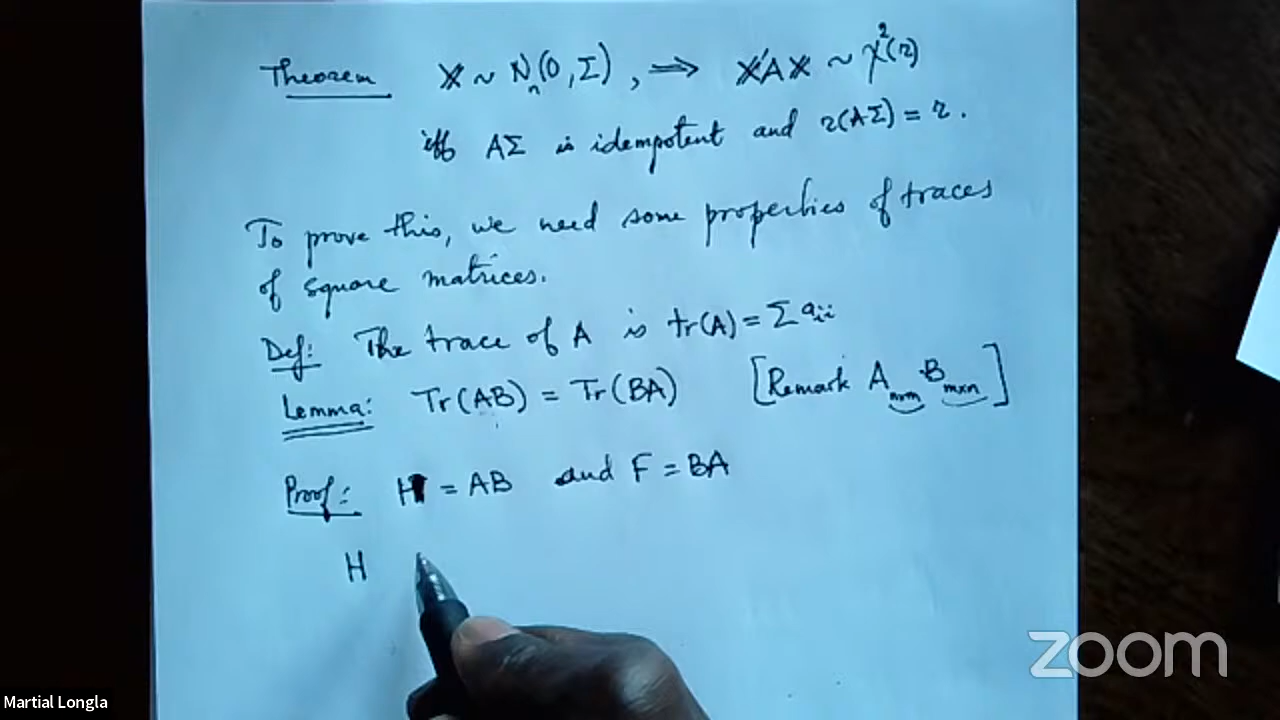 Theorem X ~ Nₙ(0, Σ), ⟹ X'AX ~ χ²(r)
iff AΣ is idempotent and r(AΣ) = r.
To prove this, we need some properties of traces
of square matrices.
Def: The trace of A is tr(A) = Σ aᵢᵢ
Lemma: Tr(AB) = Tr(BA) [Remark A n×m · B m×n]
Proof: H = AB and F = BA
H
zoom
Martial Longla